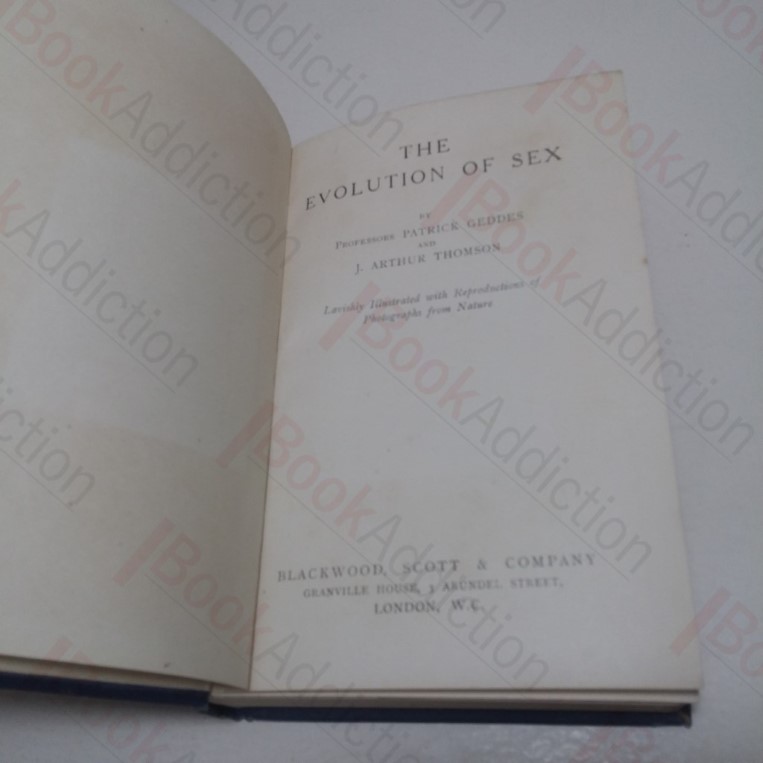 THE
EVOLUTION OF SEX
BY
PROFESSORS PATRICK GEDDES
AND
J. ARTHUR THOMSON
Lavishly Illustrated with Reproductions of
Photographs from Nature
BLACKWOOD, SCOTT & COMPANY
GRANVILLE HOUSE, 3 ARUNDEL STREET,
LONDON, W.C.
BookAddiction